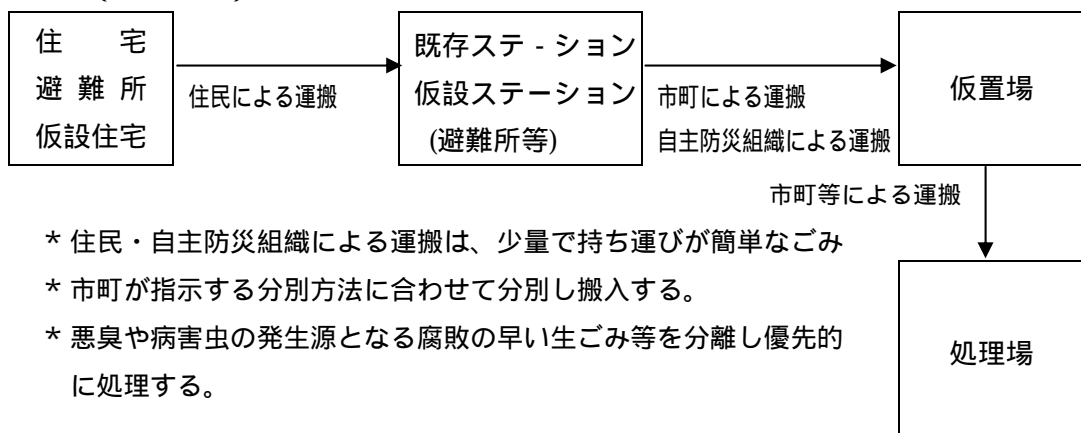 住 宅
避 難 所
仮設住宅
住民による運搬
既存ステ - ション
仮設ステーション
(避難所等)
市町による運搬
自主防災組織による運搬
仮置場
市町等による運搬
処理場
* 住民・自主防災組織による運搬は、少量で持ち運びが簡単なごみ
* 市町が指示する分別方法に合わせて分別し搬入する。
* 悪臭や病害虫の発生源となる腐敗の早い生ごみ等を分離し優先的
に処理する。